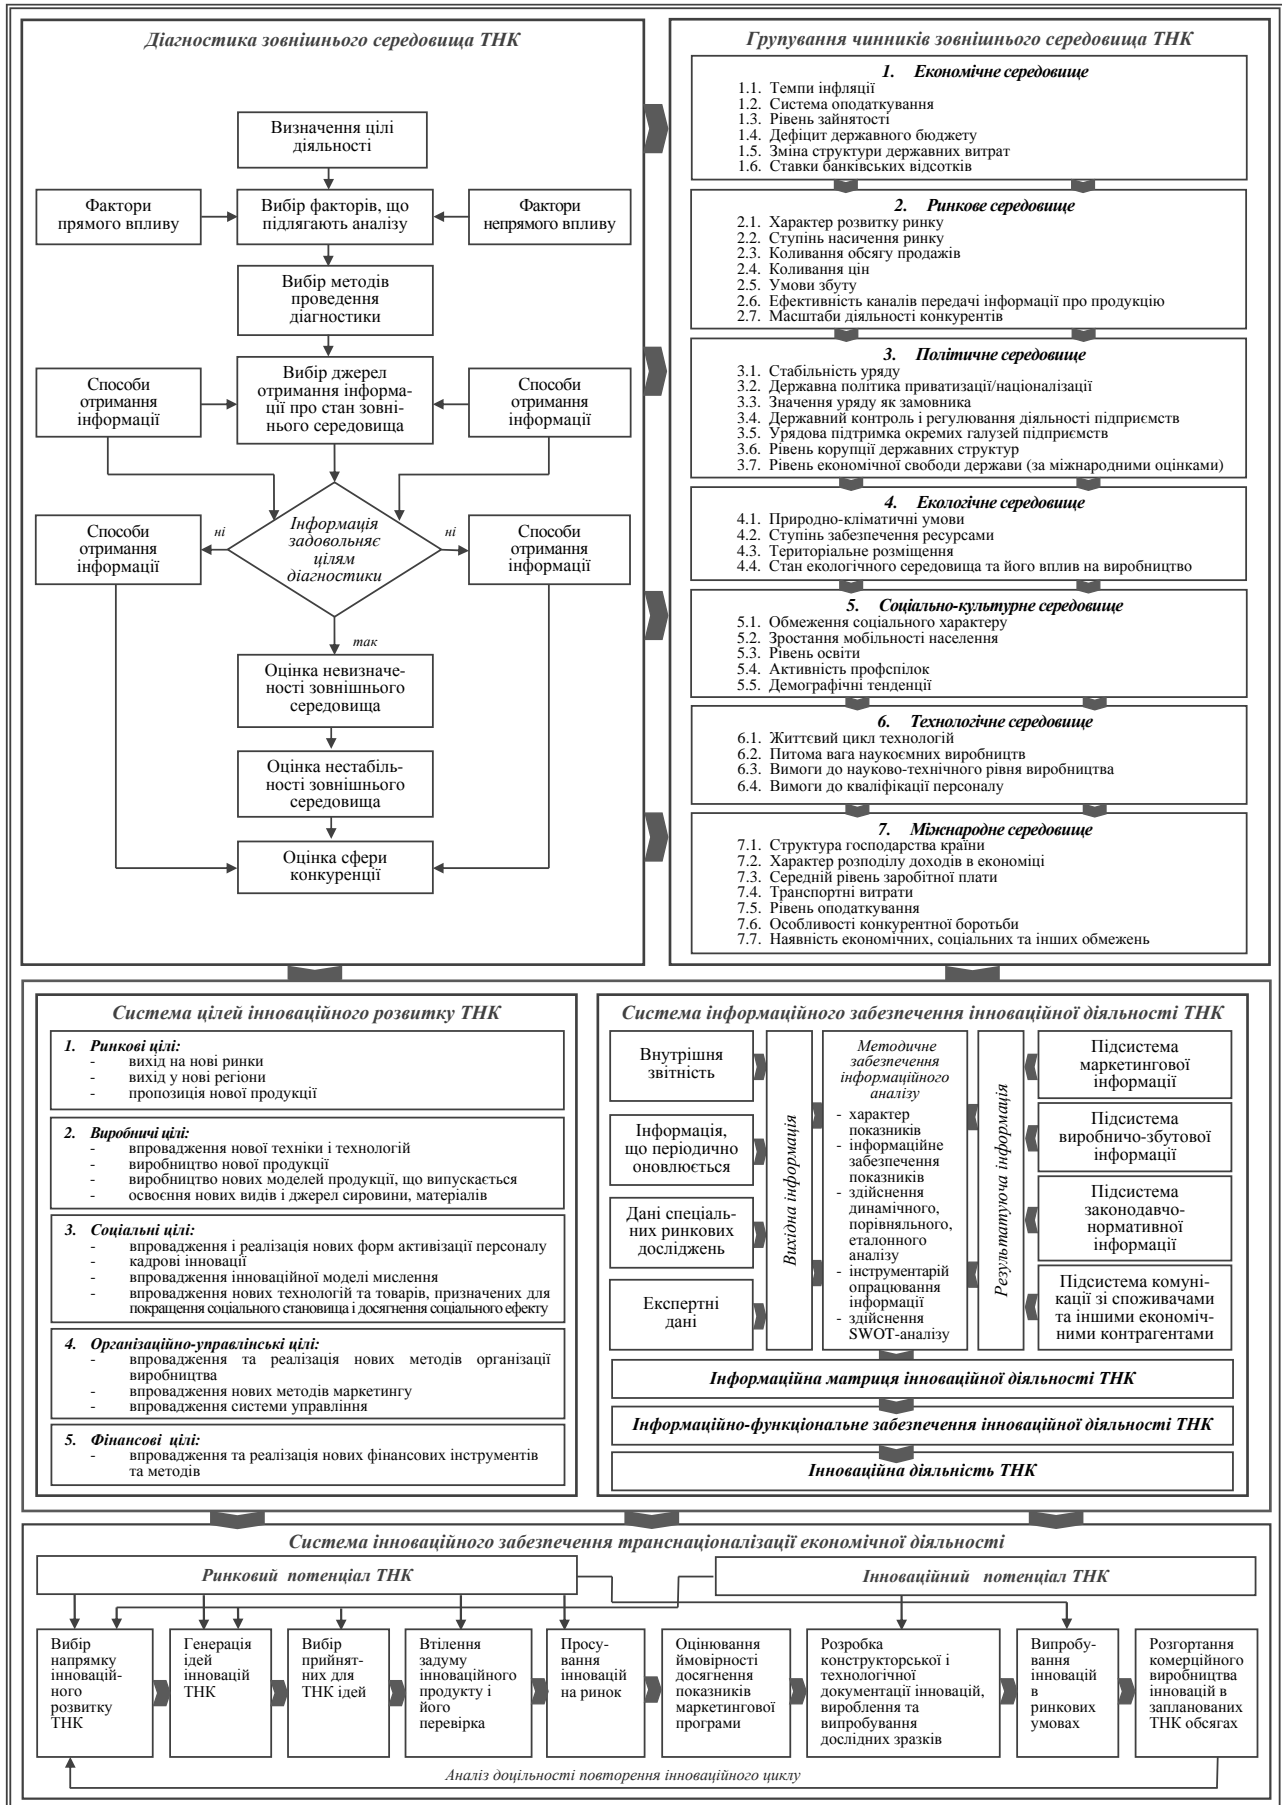 Діагностика зовнішнього середовища ТНК
Визначення цілі
діяльності
Фактори
прямого впливу
Вибір факторів, що
підлягають аналізу
Фактори
непрямого впливу
Вибір методів
проведення
діагностики
Способи
отримання
інформації
Вибір джерел
отримання інформа-
ції про стан зовні-
інього середовища
Способи
отримання
інформації
Способи
отримання
інформації
ні
Інформація
задовольняє
цілям
діагностики
ні
Способи
отримання
інформації
так
Оцінка невизначе-
ності зовнішнього
середовища
Оцінка нестабіль-
ності зовнішнього
середовища
Оцінка сфери
конкуренції
Групування чинників зовнішнього середовища ТНК
1. Економічне середовище
1.1. Темпи інфляції
1.2. Система оподаткування
1.3. Рівень зайнятості
1.4. Дефіцит державного бюджету
1.5. Зміна структури державних витрат
1.6. Ставки банківських відсотків
2. Ринкове середовище
2.1. Характер розвитку ринку
2.2. Ступінь насичення ринку
2.3. Коливання обсягу продажів
2.4. Коливання цін
2.5. Умови збуту
2.6. Ефективність каналів передачі інформації про продукцію
2.7. Масштаби діяльності конкурентів
3. Політичне середовище
3.1. Стабільність уряду
3.2. Державна політика приватизації/націоналізації
3.3. Значення уряду як замовника
3.4. Державний контроль і регулювання діяльності підприємств
3.5. Урядова підтримка окремих галузей підприємств
3.6. Рівень корупції державних структур
3.7. Рівень економічної свободи держави (за міжнародними оцінками)
4. Екологічне середовище
4.1. Природно-кліматичні умови
4.2. Ступінь забезпечення ресурсами
4.3. Територіальне розміщення
4.4. Стан екологічного середовища та його вплив на виробництво
5. Соціально-культурне середовище
5.1. Обмеження соціального характеру
5.2. Зростання мобільності населення
5.3. Рівень освіти
5.4. Активність профспілок
5.5. Демографічні тенденції
6. Технологічне середовище
6.1. Життєвий цикл технологій
6.2. Питома вага наукоємних виробництв
6.3. Вимоги до науково-технічного рівня виробництва
6.4. Вимоги до кваліфікації персоналу
7. Міжнародне середовище
7.1. Структура господарства країни
7.2. Характер розподілу доходів в економіці
7.3. Середній рівень заробітної плати
7.4. Транспортні витрати
7.5. Рівень оподаткування
7.6. Особливості конкурентної боротьби
7.7. Наявність економічних, соціальних та інших обмежень
Система цілей інноваційного розвитку ТНК
1. Ринкові цілі:
- вихід на нові ринки
- вихід у нові регіони
- пропозиція нової продукції
2. Виробничі цілі:
- впровадження нової техніки і технологій
- виробництво нової продукції
- виробництво нових моделей продукції, що випускається
- освоєння нових видів і джерел сировини, матеріалів
3. Соціальні цілі:
- впровадження і реалізація нових форм активізації персоналу
- кадрові інновації
- впровадження інноваційної моделі мислення
- впровадження нових технологій та товарів, призначених для
покращення соціального становища і досягнення соціального ефекту
4. Організаційно-управлінські цілі:
- впровадження та реалізація нових методів організації
виробництва
- впровадження нових методів маркетингу
- впровадження системи управління
5. Фінансові цілі:
- впровадження та реалізація нових фінансових інструментів
та методів
Система інформаційного забезпечення інноваційної діяльності ТНК
Внутрішня
звітність
Інформація,
що періодично
оновлюється
Дані спеціаль-
них ринкових
досліджень
Експертні
дані
Вихідна інформація
Методичне
забезпечення
інформаційного
аналізу
- характер
показників
- інформаційне
забезпечення
показників
- здійснення
динамічного,
порівняльного,
еталонного
аналізу
- інструментарій
опрацювання
інформації
- здійснення
SWOT-аналізу
Результатуюча інформація
Підсистема
маркетингової
інформації
Підсистема
виробничо-збутової
інформації
Підсистема
законодавчо-
нормативної
інформації
Підсистема комуні-
кації зі споживачами
та іншими економіч-
ними контрагентами
Інформаційна матриця інноваційної діяльності ТНК
Інформаційно-функціональне забезпечення інноваційної діяльності ТНК
Інноваційна діяльність ТНК
Система інноваційного забезпечення транснаціоналізації економічної діяльності
Ринковий потенціал ТНК
Інноваційний потенціал ТНК
Вибір
напрямку
інновацій-
ного
розвитку
ТНК
Генерація
ідей
інновацій
ТНК
Вибір
прийнят-
них для
ТНК ідей
Втілення
задуму
інноваційного
продукту і
його
перевірка
Просу-
вання
інновацій
на ринок
Оцінювання
ймовірності
досягнення
показників
маркетингової
програми
Розробка
конструкторської і
технологічної
документації інновацій,
вироблення та
випробування
дослідних зразків
Випробу-
вання
інновацій
в
ринкових
умовах
Розгортання
комерційного
виробництва
інновацій в
запланованих
ТНК обсягах
Аналіз доцільності повторення інноваційного циклу